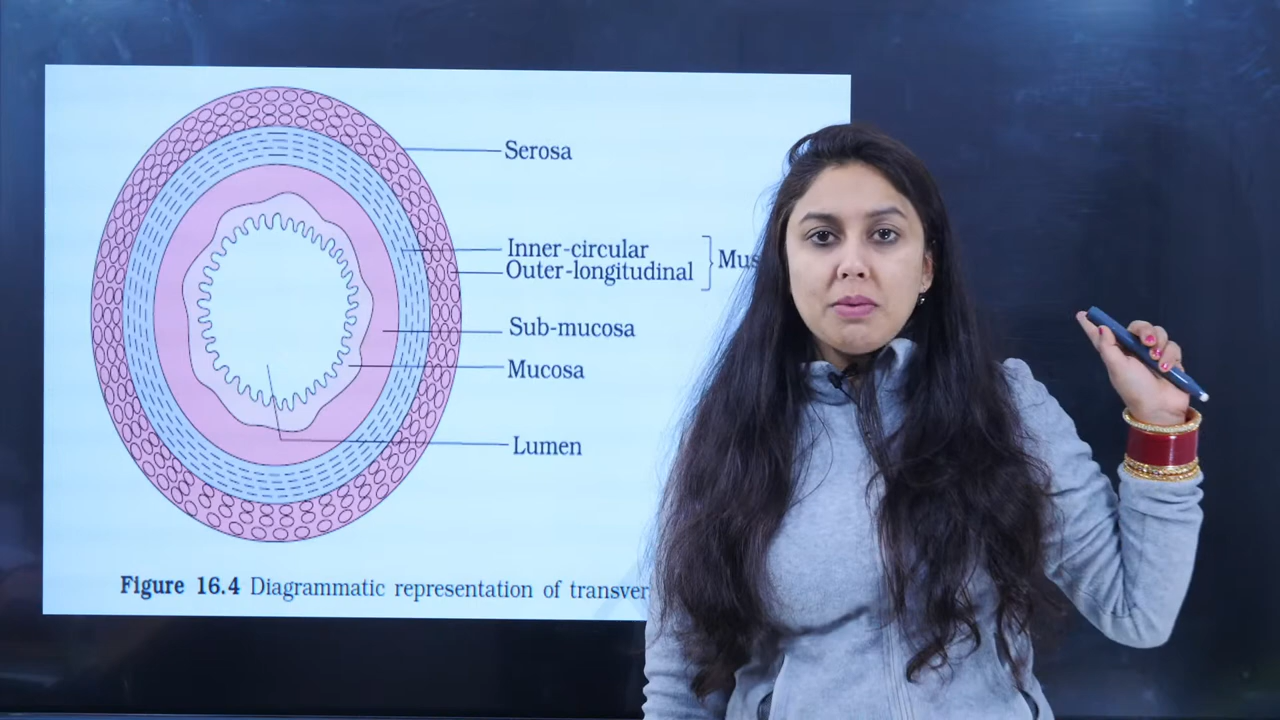 Serosa
Inner-circular
Outer-longitudinal
Sub-mucosa
Mucosa
Lumen
Figure 16.4 Diagrammatic representation of